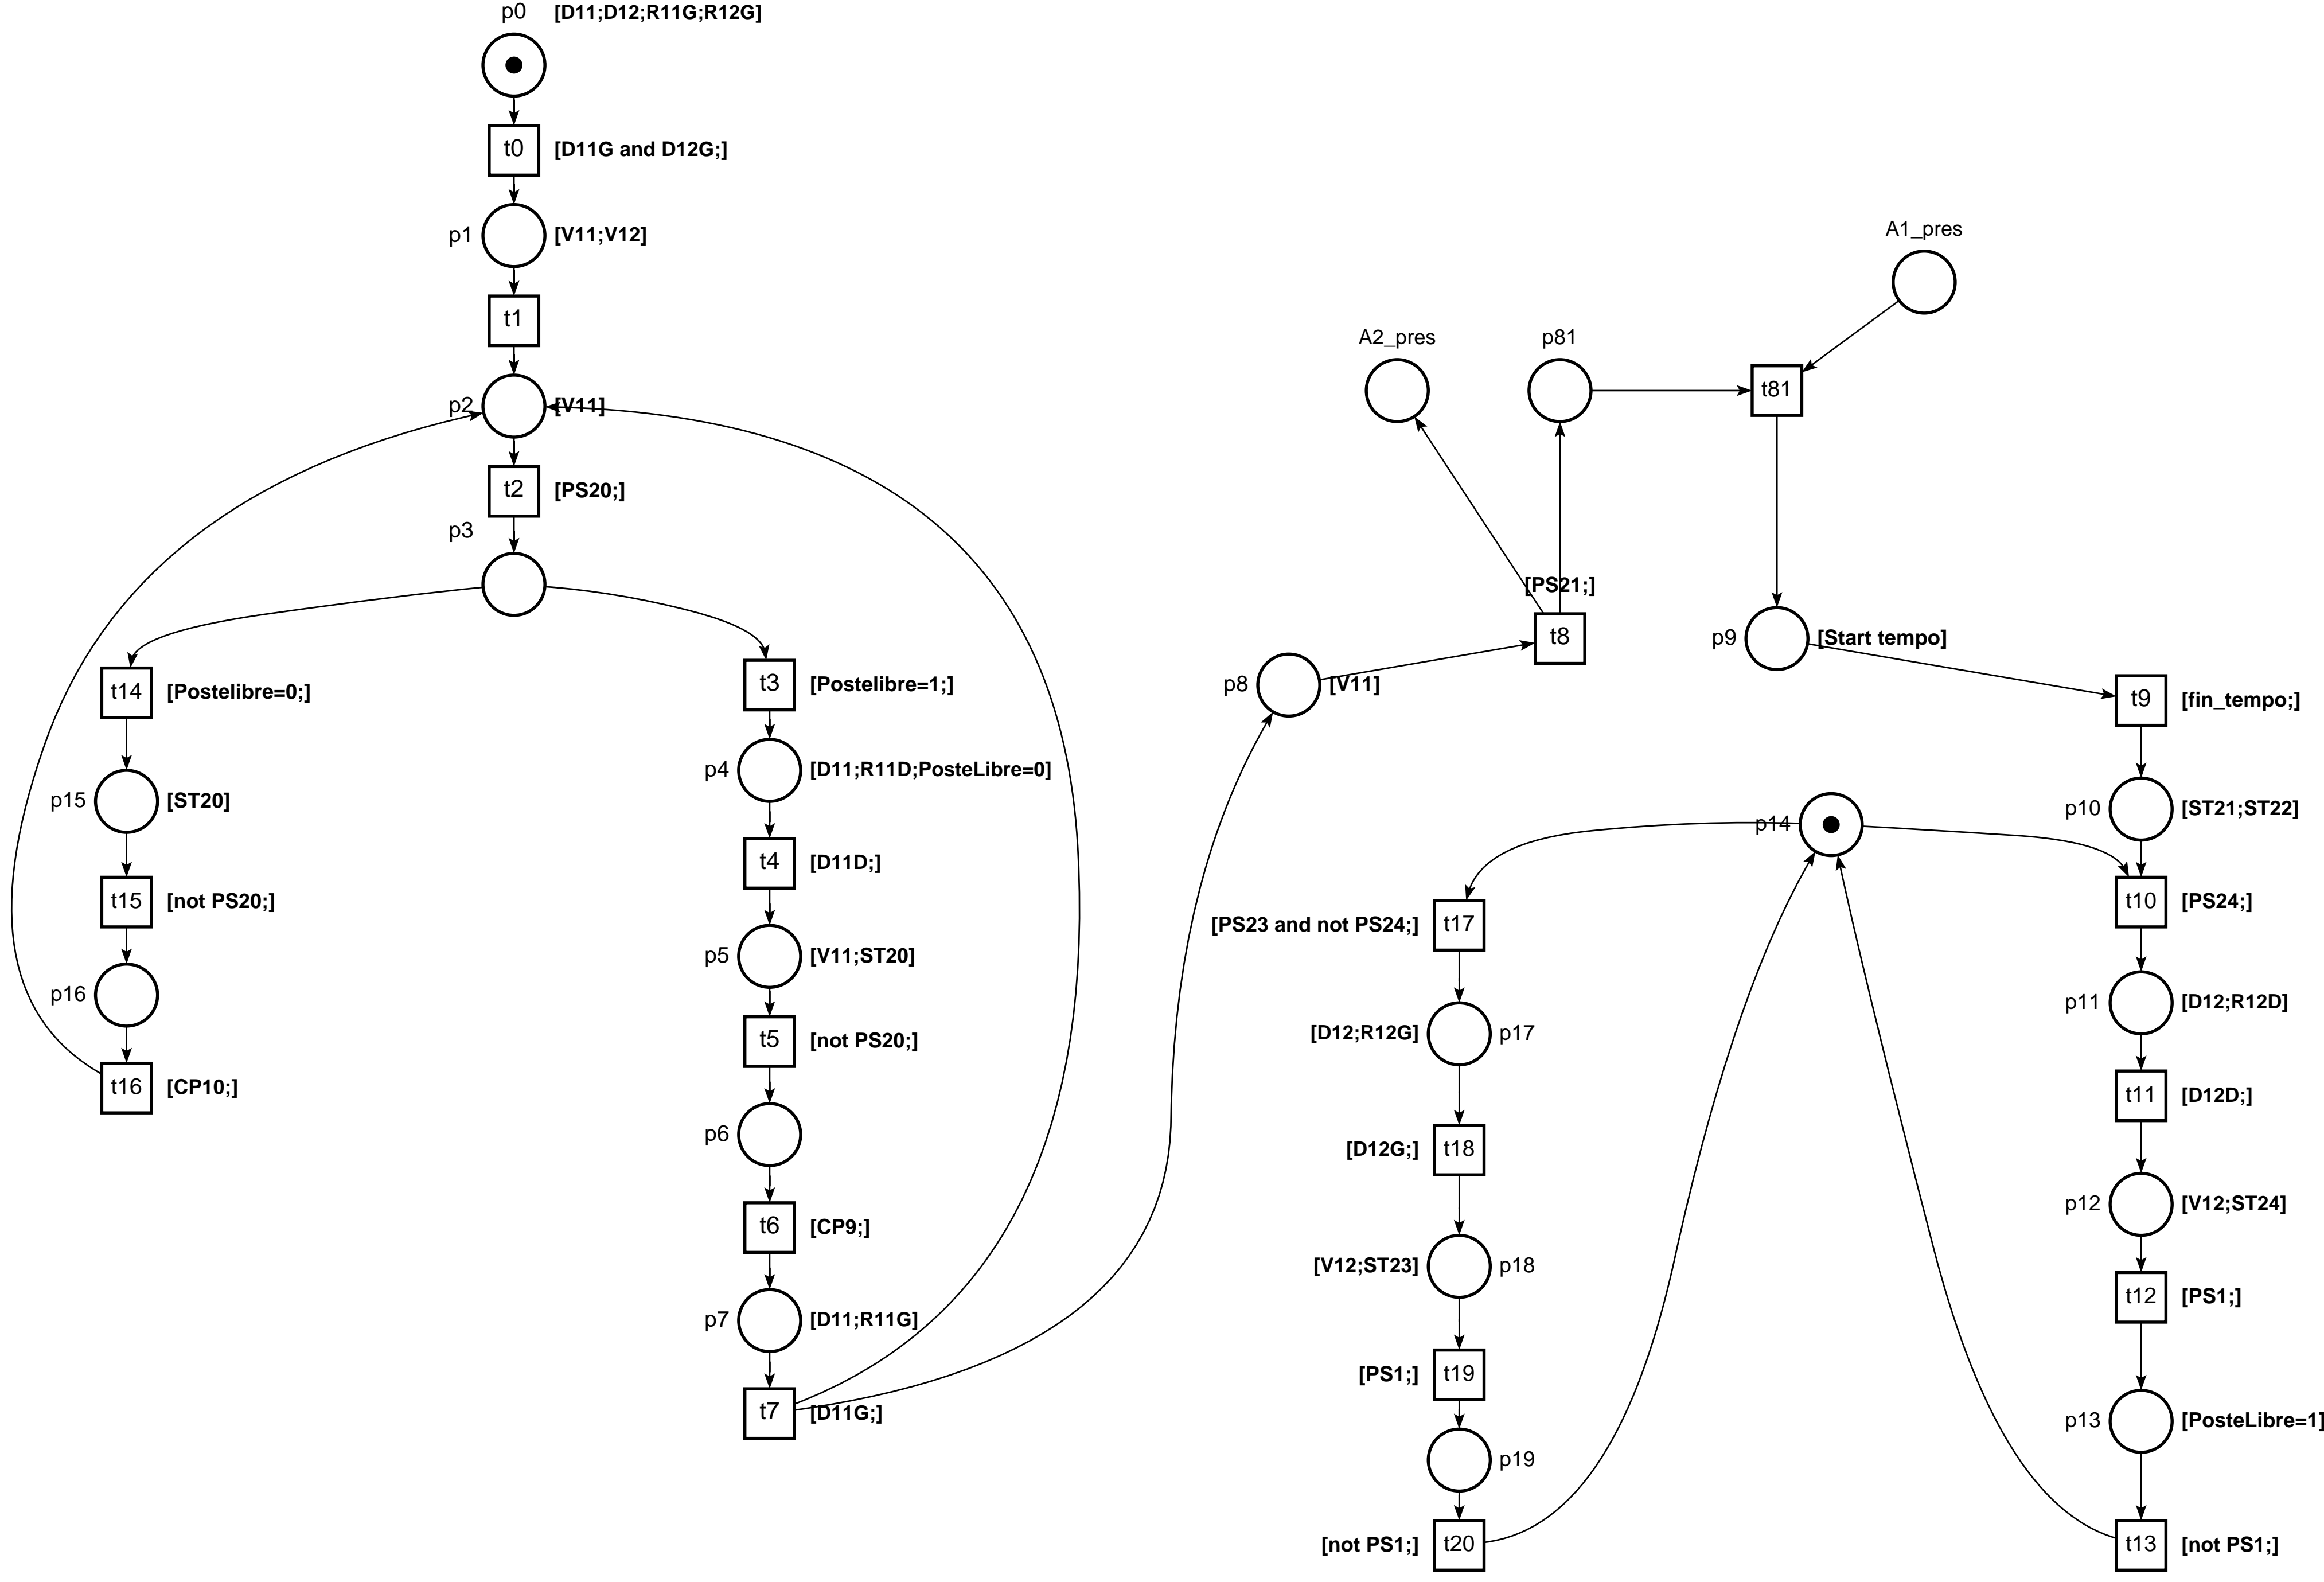 p0 [D11;D12;R11G;R12G]
t0 [D11G and D12G;]
p1 [V11;V12]
t1
p2 [V11]
t2 [PS20;]
p3
t14 [Postelibre=0;]
p15 [ST20]
t15 [not PS20;]
p16
t16 [CP10;]
t3 [Postelibre=1;]
p4 [D11;R11D;PosteLibre=0]
t4 [D11D;]
p5 [V11;ST20]
t5 [not PS20;]
p6
t6 [CP9;]
p7 [D11;R11G]
t7 [D11G;]
A1_pres
A2_pres
p81
t81
[PS21;]
t8
p8 [V11]
p9 [Start tempo]
t9 [fin_tempo;]
p10 [ST21;ST22]
p14
t10 [PS24;]
p11 [D12;R12D]
t11 [D12D;]
p12 [V12;ST24]
t12 [PS1;]
p13 [PosteLibre=1]
t13 [not PS1;]
[PS23 and not PS24;] t17
[D12;R12G] p17
[D12G;] t18
[V12;ST23] p18
[PS1;] t19
p19
[not PS1;] t20